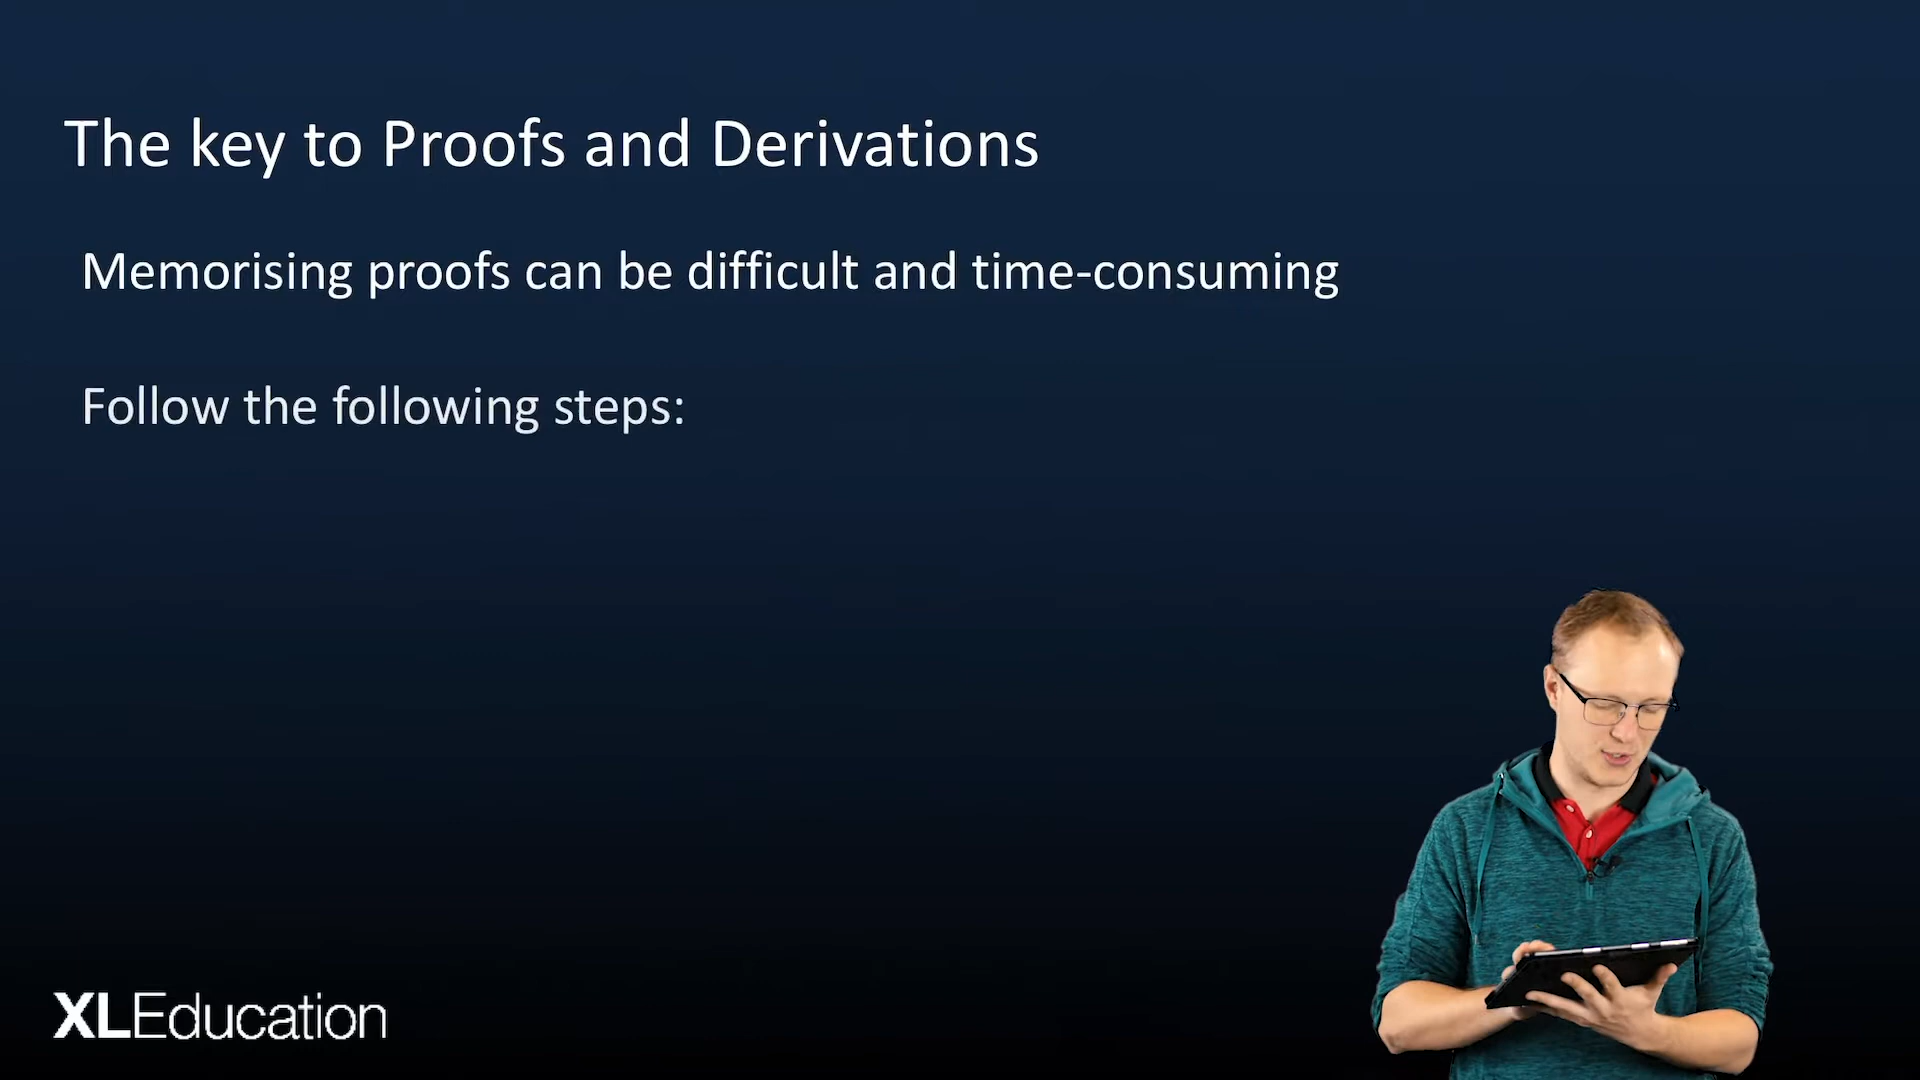 The key to Proofs and Derivations
Memorising proofs can be difficult and time-consuming
Follow the following steps:
XLEducation